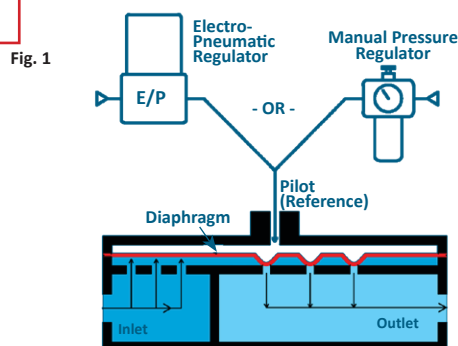 Fig. 1
Electro-
Pneumatic
Regulator
Manual Pressure
Regulator
E/P
- OR -
Pilot
(Reference)
Diaphragm
Inlet
Outlet